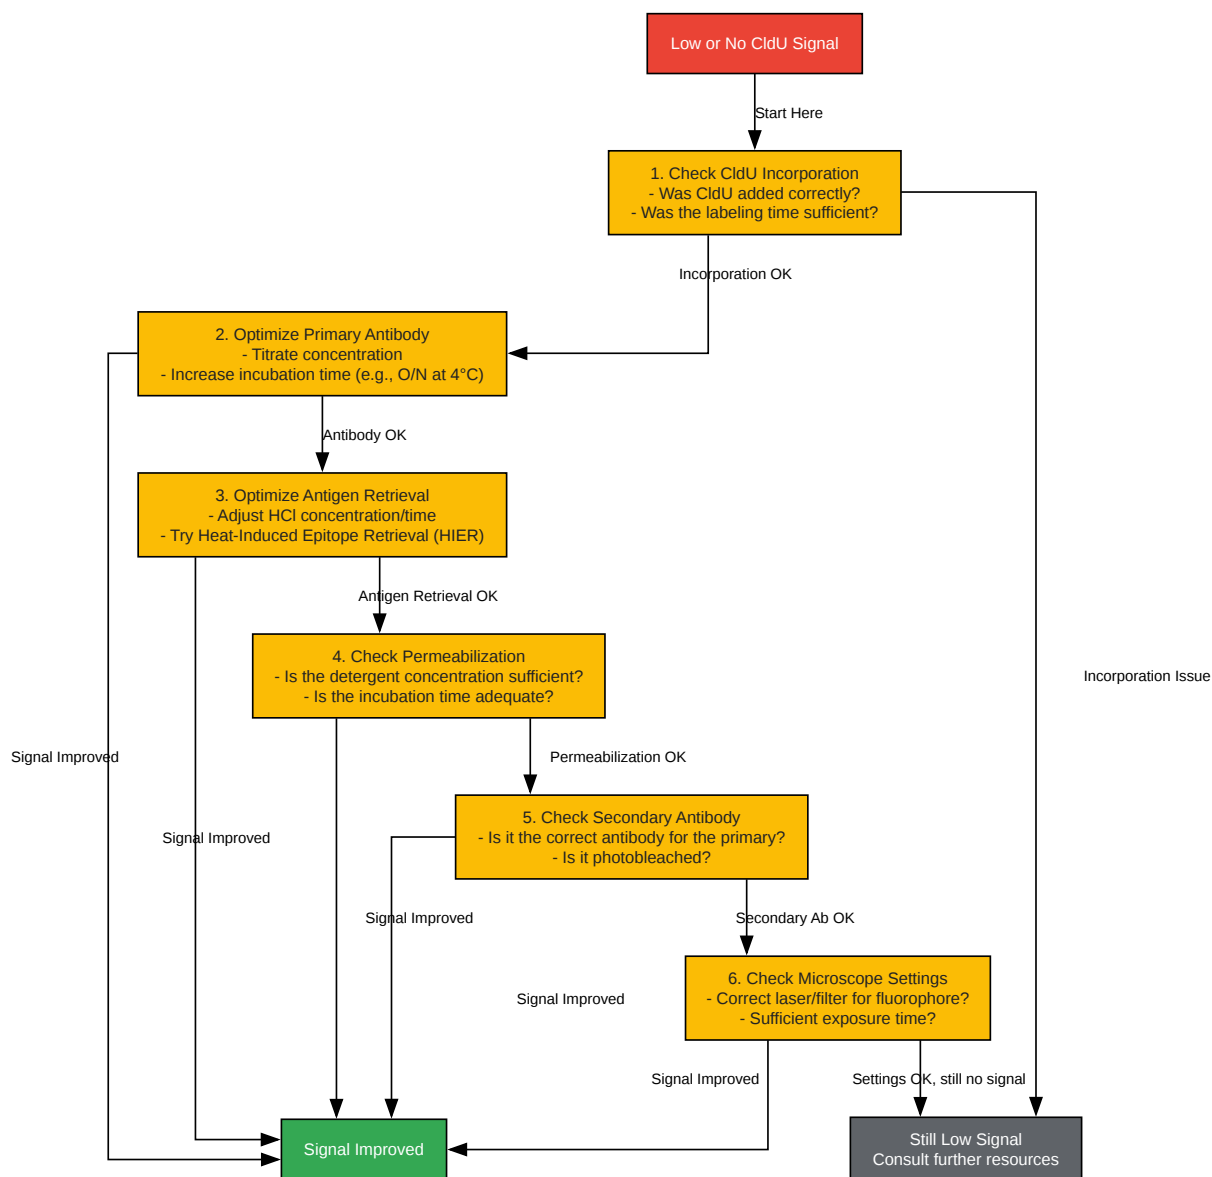 Low or No CldU Signal
Start Here
1. Check CldU Incorporation
- Was CldU added correctly?
- Was the labeling time sufficient?
Incorporation OK
2. Optimize Primary Antibody
- Titrate concentration
- Increase incubation time (e.g., O/N at 4°C)
Antibody OK
3. Optimize Antigen Retrieval
- Adjust HCl concentration/time
- Try Heat-Induced Epitope Retrieval (HIER)
Antigen Retrieval OK
4. Check Permeabilization
- Is the detergent concentration sufficient?
- Is the incubation time adequate?
Incorporation Issue
Signal Improved
Permeabilization OK
5. Check Secondary Antibody
- Is it the correct antibody for the primary?
- Is it photobleached?
Signal Improved
Signal Improved
Secondary Ab OK
6. Check Microscope Settings
- Correct laser/filter for fluorophore?
- Sufficient exposure time?
Signal Improved
Signal Improved
Settings OK, still no signal
Signal Improved
Still Low Signal
Consult further resources